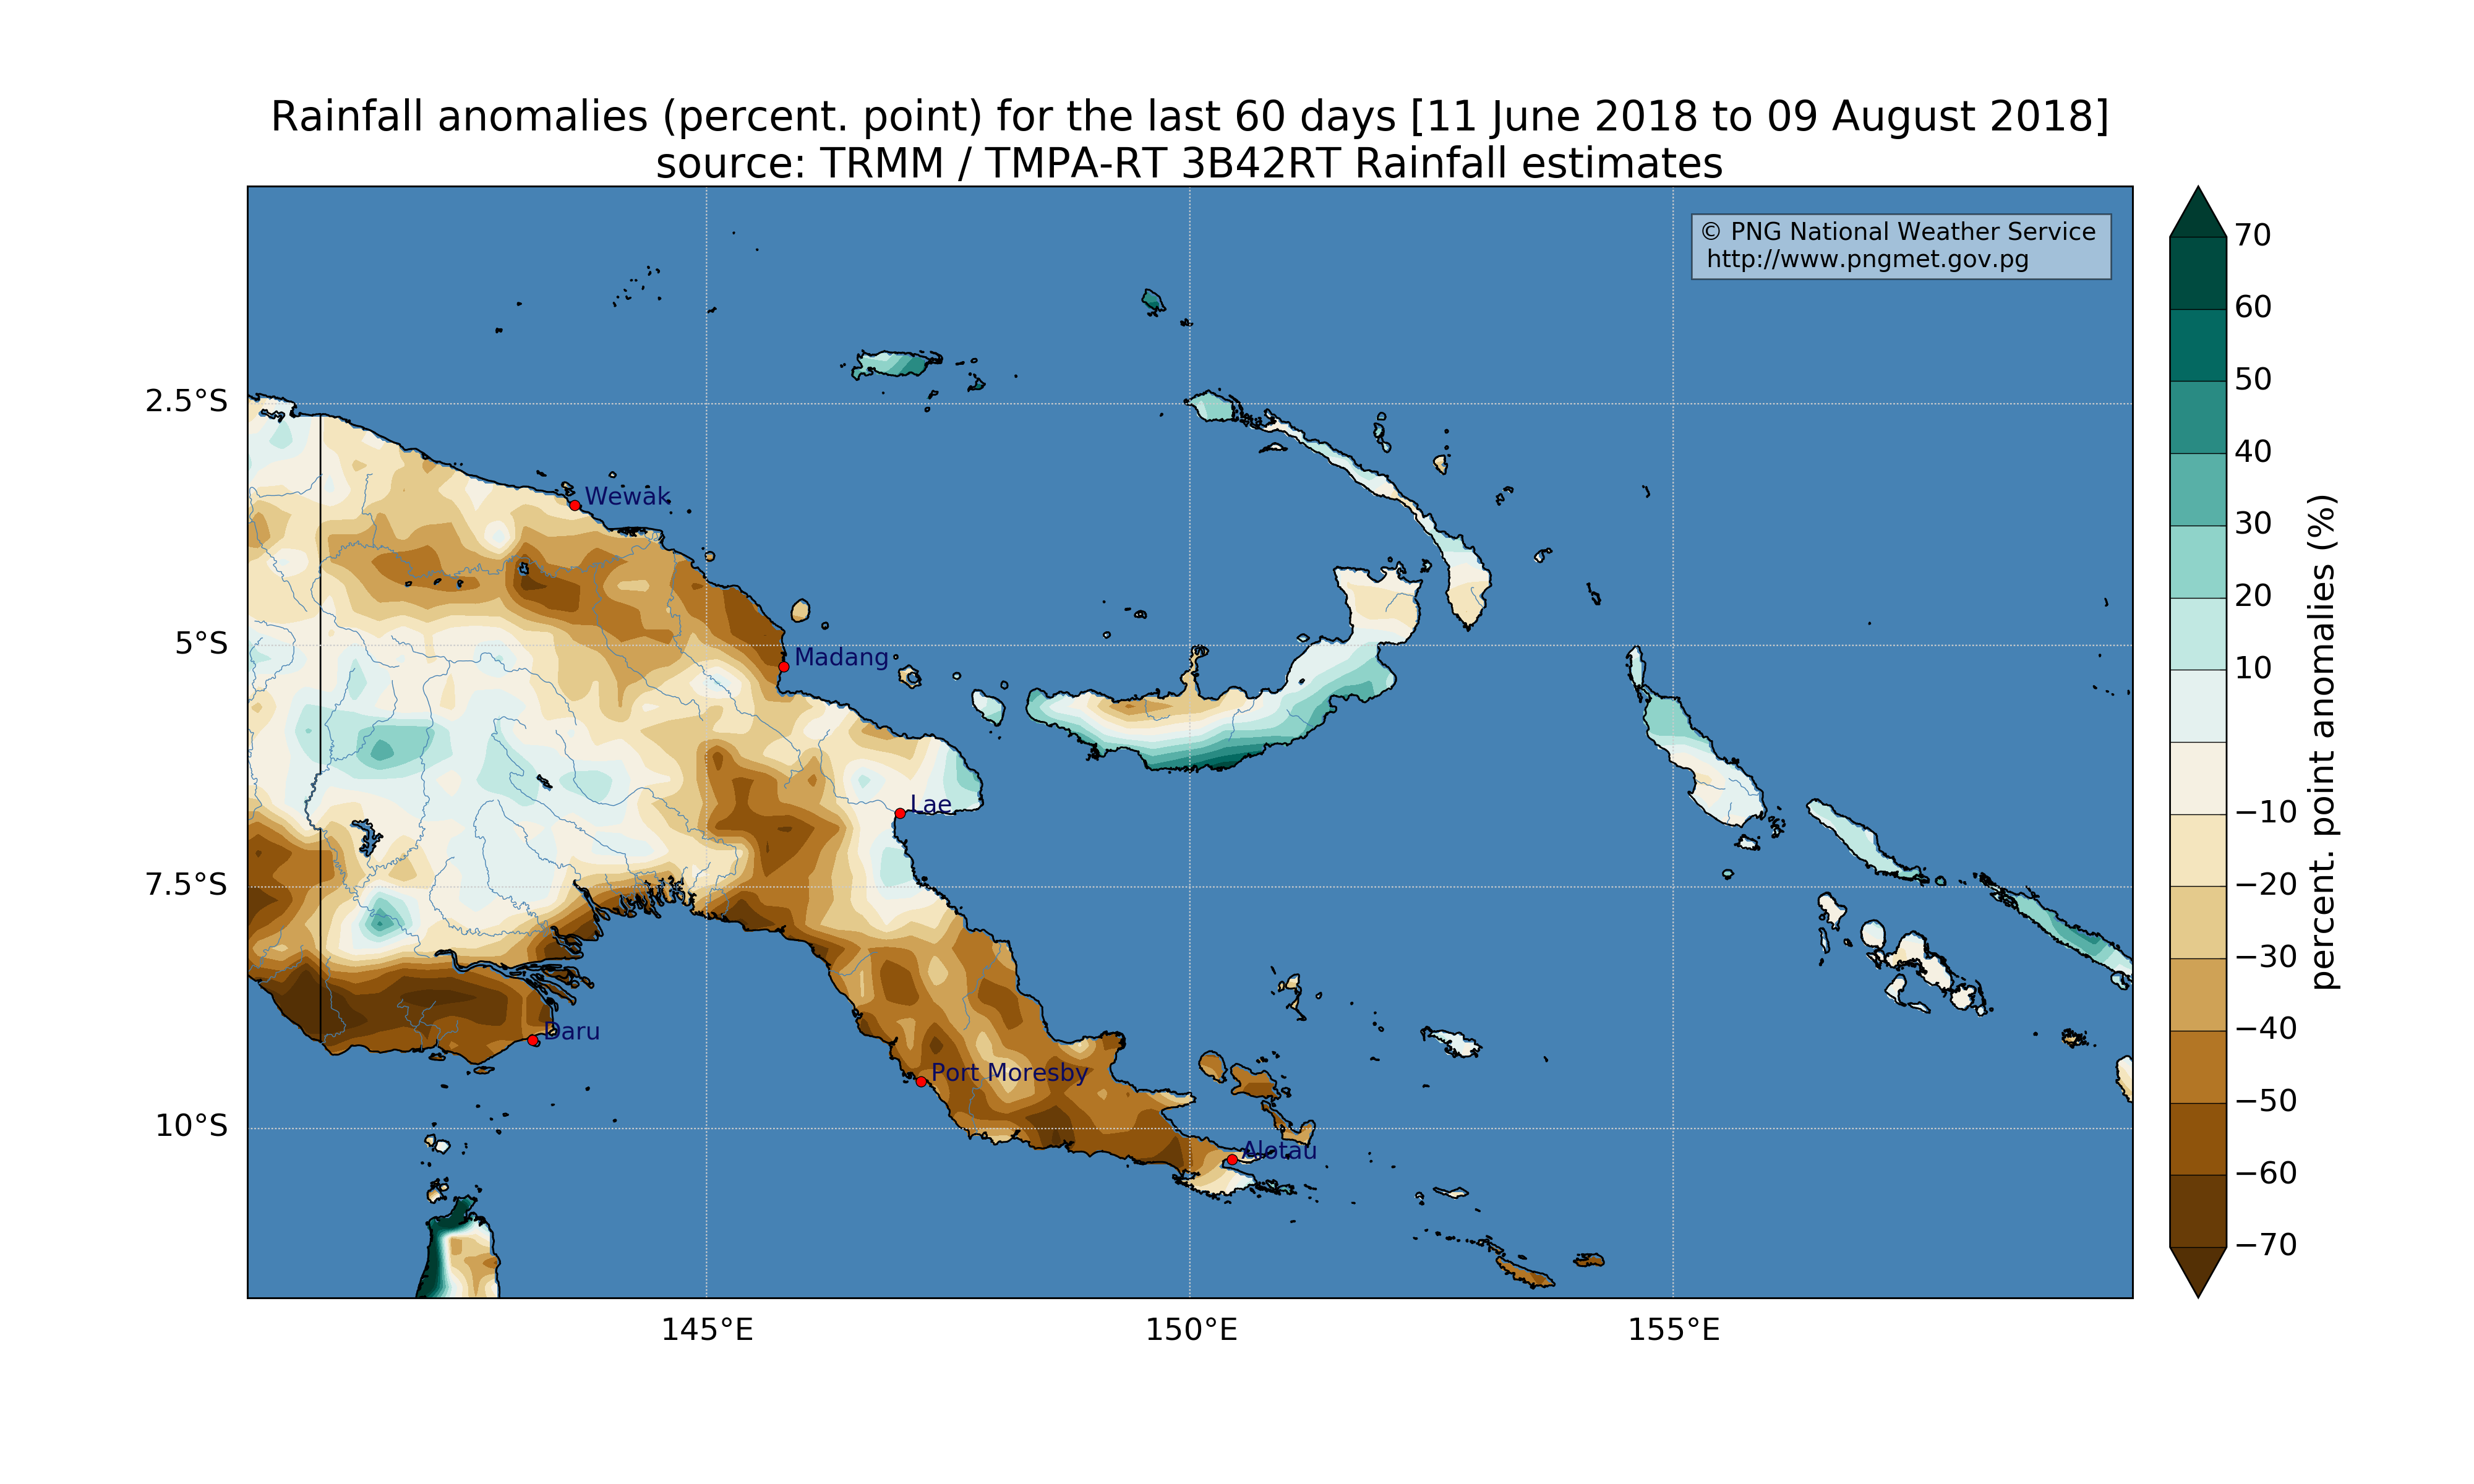 Rainfall anomalies (percent. point) for the last 60 days [11 June 2018 to 09 August 2018]
source: TRMM / TMPA-RT 3B42RT Rainfall estimates
© PNG National Weather Service
http://www.pngmet.gov.pg
70
60
50
40
30
20
10
−10
−20
−30
−40
−50
−60
−70
percent. point anomalies (%)
2.5°S
5°S
7.5°S
10°S
Wewak
Madang
Lae
Daru
Port Moresby
Alotau
145°E
150°E
155°E